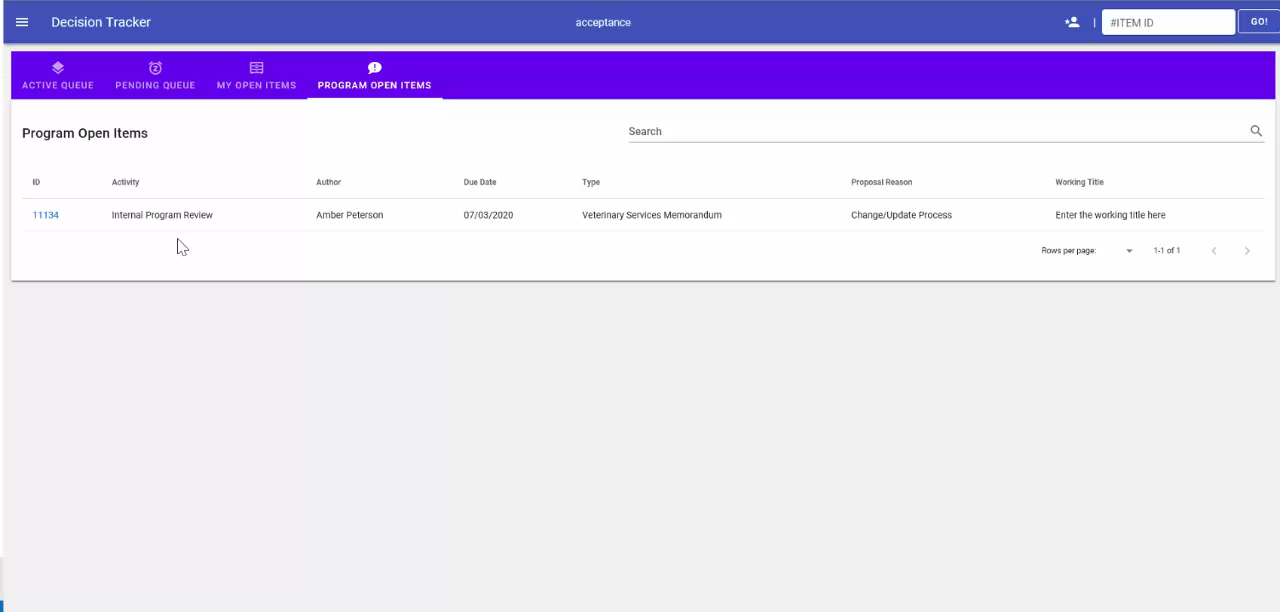 Decision Tracker acceptance | #ITEM ID GO!
ACTIVE QUEUE PENDING QUEUE MY OPEN ITEMS PROGRAM OPEN ITEMS
Program Open Items Search
ID Activity Author Due Date Type Proposal Reason Working Title
11134 Internal Program Review Amber Peterson 07/03/2020 Veterinary Services Memorandum Change/Update Process Enter the working title here
Rows per page: 1-1 of 1